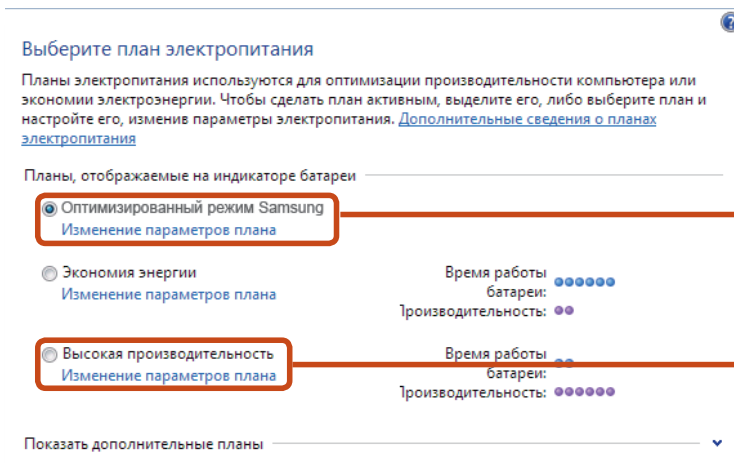 Выберите план электропитания
Планы электропитания используются для оптимизации производительности компьютера или
экономии электроэнергии. Чтобы сделать план активным, выделите его, либо выберите план и
настройте его, изменив параметры электропитания. Дополнительные сведения о планах
электропитания
Планы, отображаемые на индикаторе батареи
Оптимизированный режим Samsung
Изменение параметров плана
Экономия энергии
Время работы
Изменение параметров плана
батареи:
Производительность:
Высокая производительность
Время работы
Изменение параметров плана
батареи:
Производительность:
Показать дополнительные планы